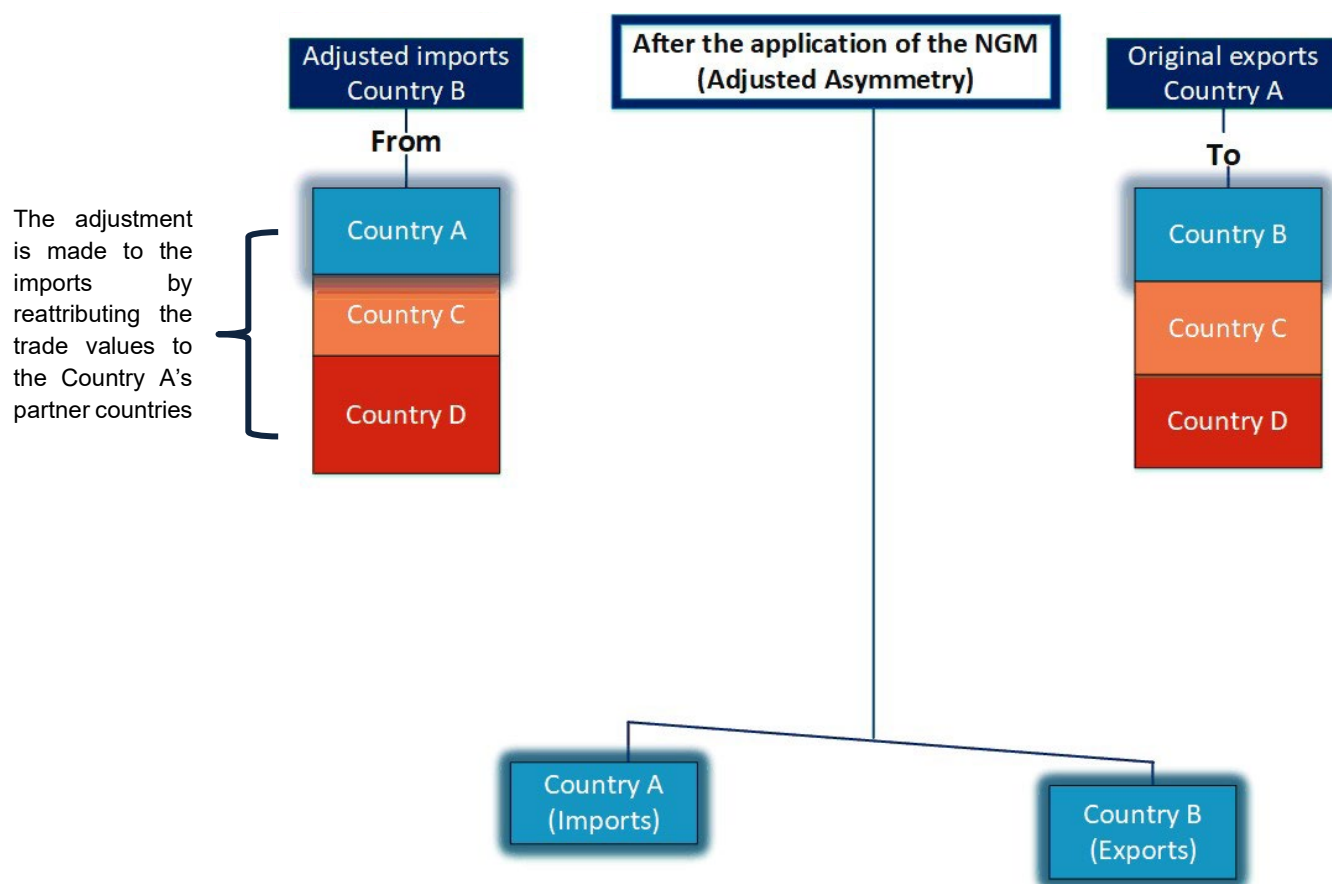 Adjusted imports
Country B
After the application of the NGM
(Adjusted Asymmetry)
Original exports
Country A
From
To
The adjustment
is made to the
imports by
reattributing the
trade values to
the Country A’s
partner countries
Country A
Country C
Country D
Country B
Country C
Country D
Country A
(Imports)
Country B
(Exports)